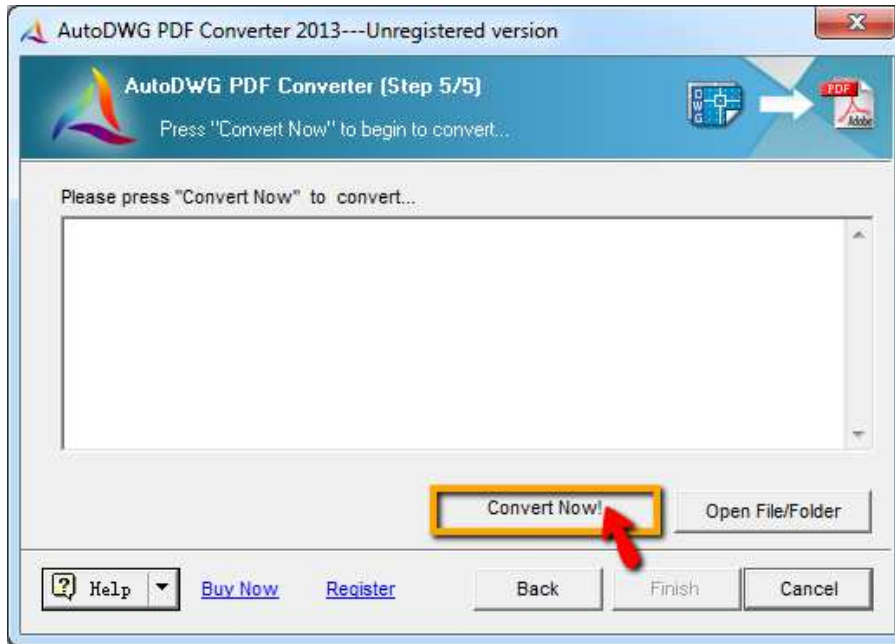 AutoDWG PDF Converter 2013---Unregistered version
AutoDWG PDF Converter (Step 5/5)
Press "Convert Now" to begin to convert...
DWG
PDF
Adobe
Please press "Convert Now" to convert...
Convert Now!
Open File/Folder
Help
Buy Now
Register
Back
Finish
Cancel